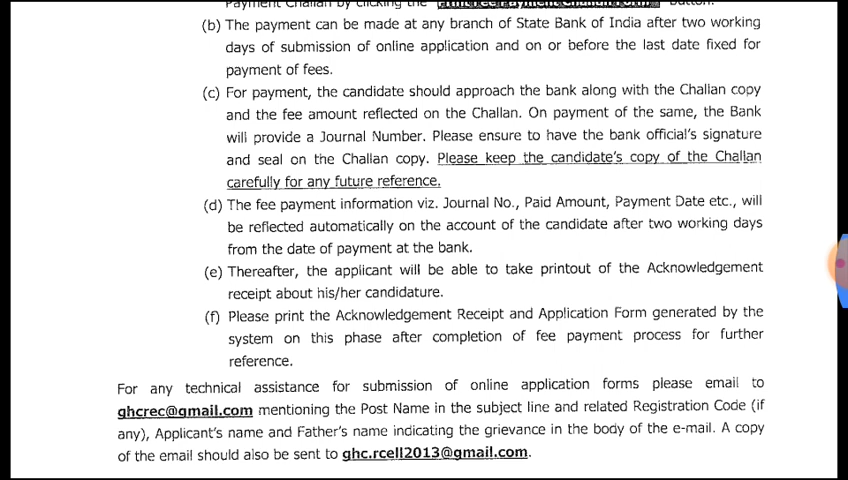 Payment Challan by clicking the "Print Fee Payment Challan Form" button.
(b) The payment can be made at any branch of State Bank of India after two working
days of submission of online application and on or before the last date fixed for
payment of fees.
(c) For payment, the candidate should approach the bank along with the Challan copy
and the fee amount reflected on the Challan. On payment of the same, the Bank
will provide a Journal Number. Please ensure to have the bank official's signature
and seal on the Challan copy. Please keep the candidate's copy of the Challan
carefully for any future reference.
(d) The fee payment information viz. Journal No., Paid Amount, Payment Date etc., will
be reflected automatically on the account of the candidate after two working days
from the date of payment at the bank.
(e) Thereafter, the applicant will be able to take printout of the Acknowledgement
receipt about his/her candidature.
(f) Please print the Acknowledgement Receipt and Application Form generated by the
system on this phase after completion of fee payment process for further
reference.
For any technical assistance for submission of online application forms please email to
ghcrec@gmail.com mentioning the Post Name in the subject line and related Registration Code (if
any), Applicant's name and Father's name indicating the grievance in the body of the e-mail. A copy
of the email should also be sent to ghc.rcell2013@gmail.com.